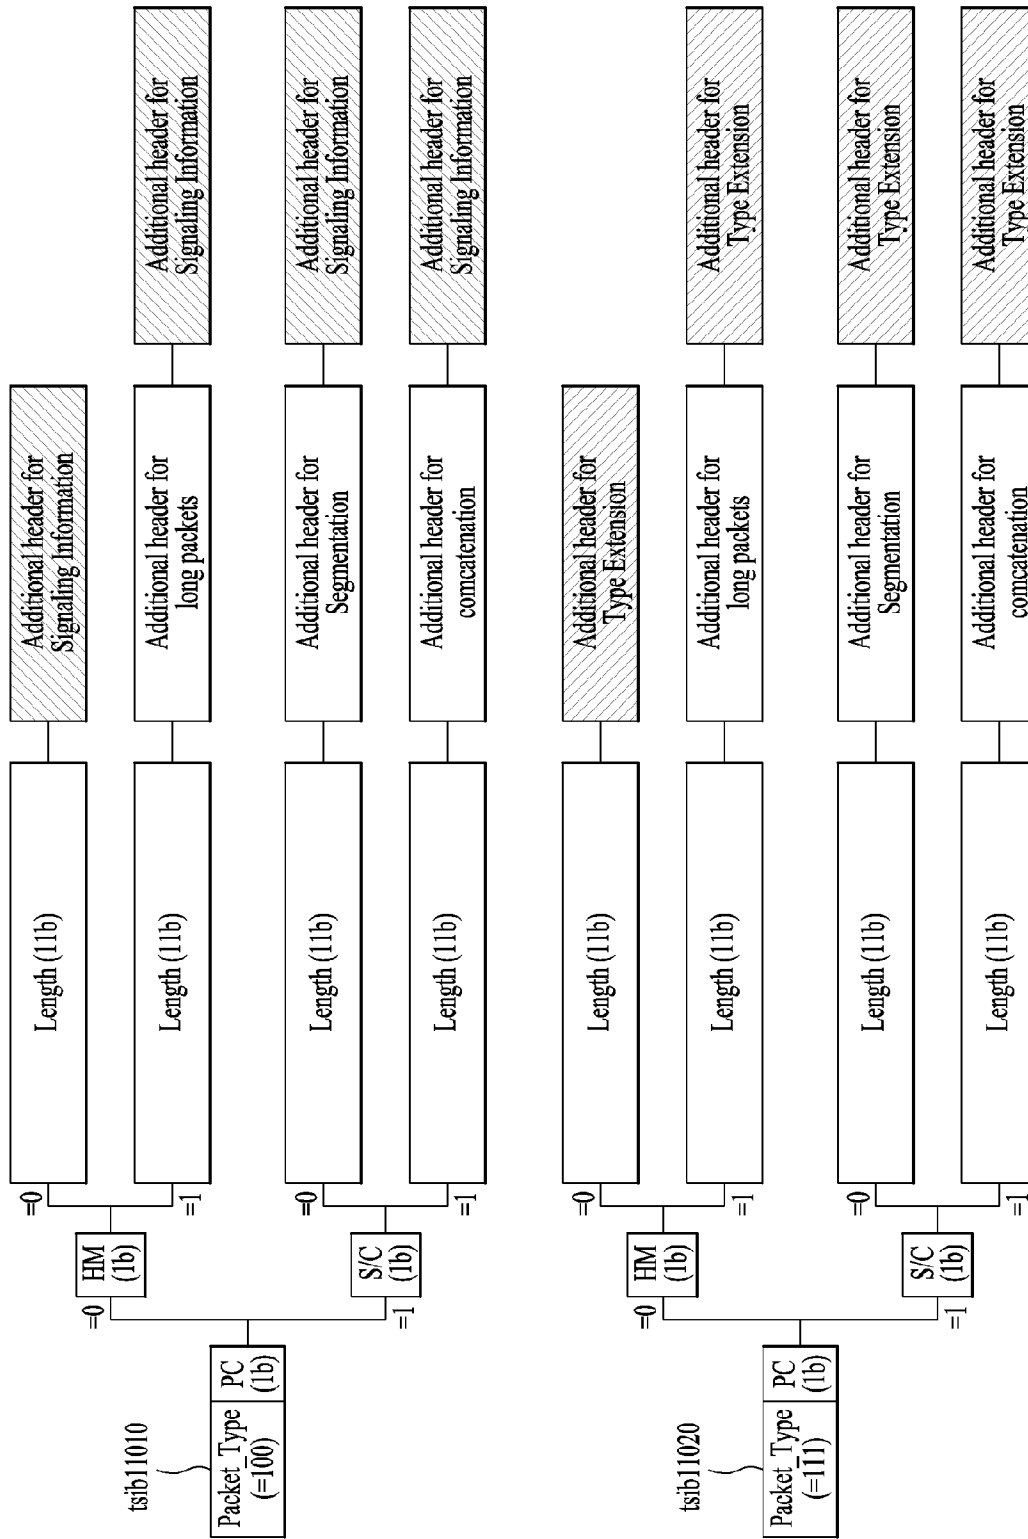 tsib11010
Packet_Type
(=100)
PC
(1b)
=0
HM
(1b)
=0
Length (11b)
Additional header for
Signaling Information
=1
Length (11b)
Additional header for
long packets
Additional header for
Signaling Information
=1
S/C
(1b)
=0
Length (11b)
Additional header for
Segmentation
Additional header for
Signaling Information
=1
Length (11b)
Additional header for
comcatenation
Additional header for
Signaling Information
tsib11020
Packet_Type
(=111)
PC
(1b)
=0
HM
(1b)
=0
Length (11b)
Additional header for
Type Extension
=1
Length (11b)
Additional header for
long packets
Additional header for
Type Extension
=1
S/C
(1b)
=0
Length (11b)
Additional header for
Segmentation
Additional header for
Type Extension
=1
Length (11b)
Additional header for
comcatenation
Additional header for
Type Extension